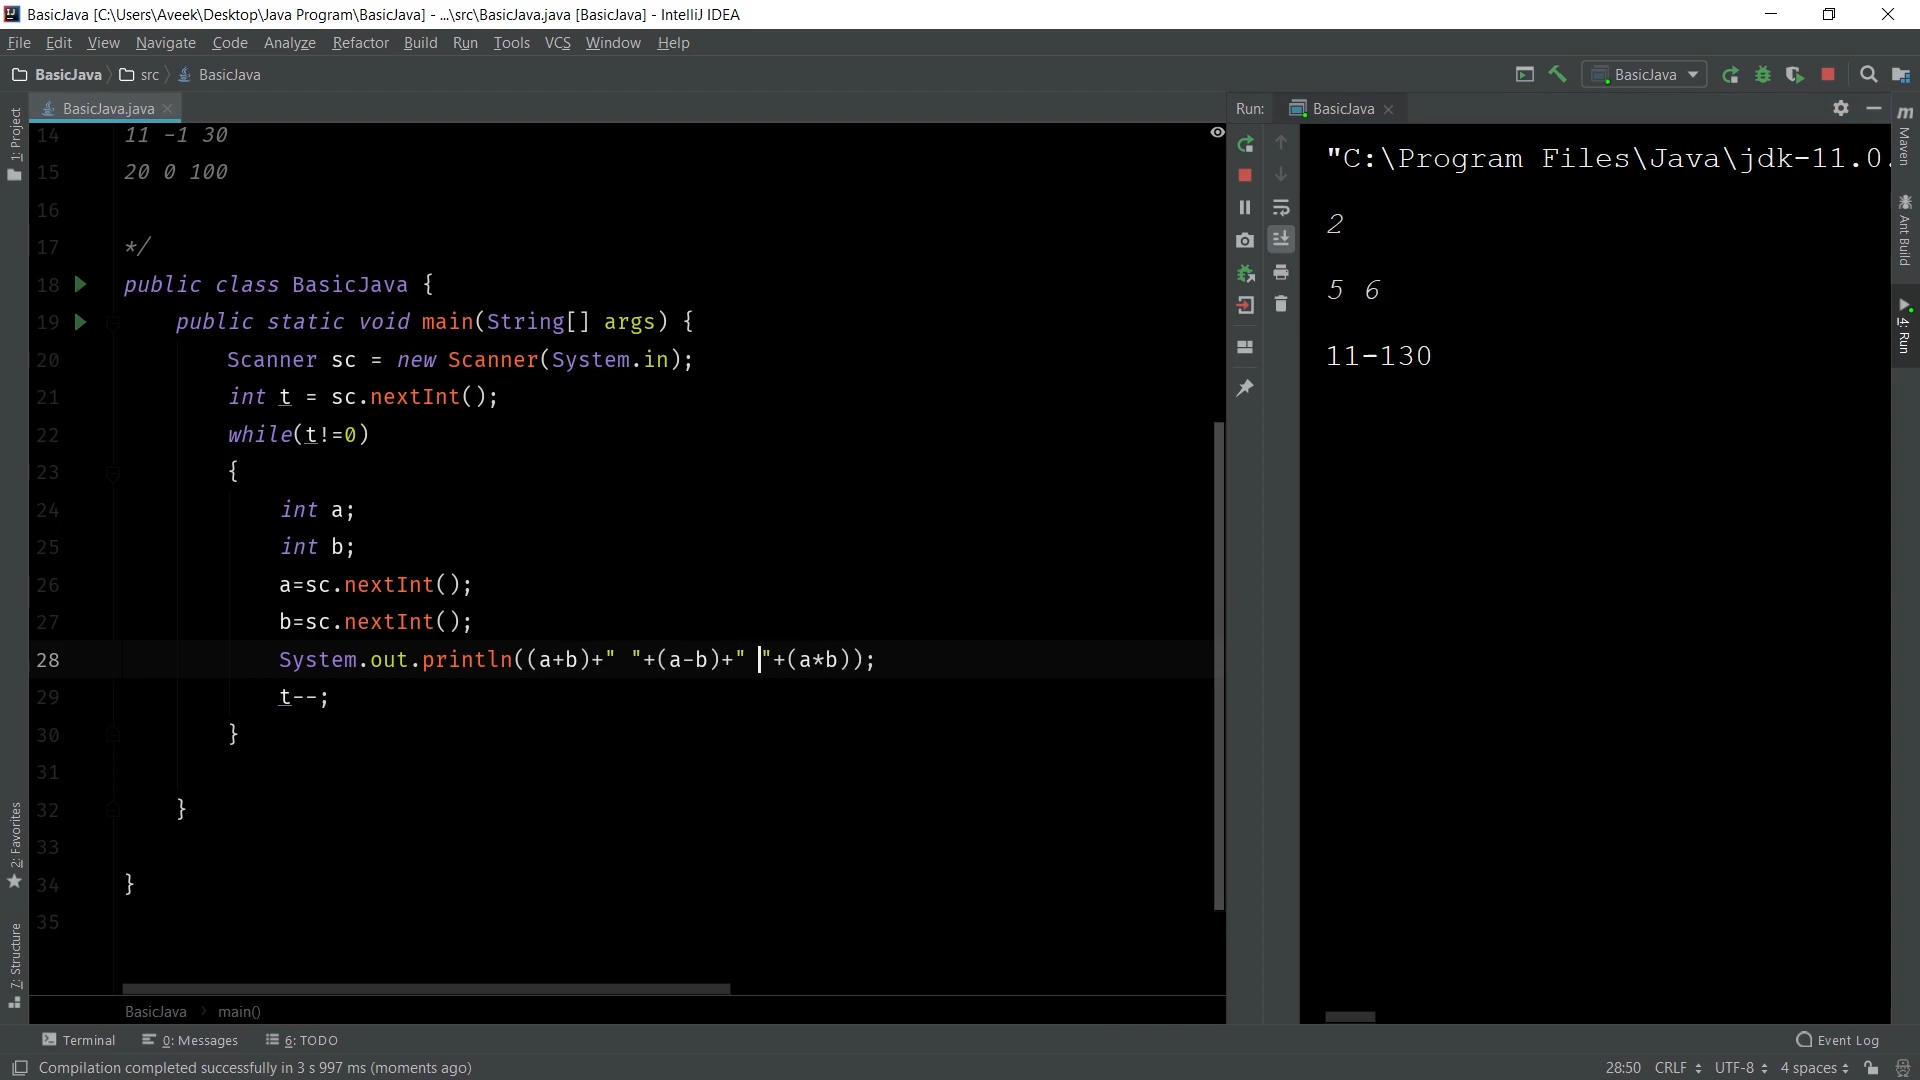 BasicJava [C:\Users\Aveek\Desktop\Java Program\BasicJava] - ...\src\BasicJava.java [BasicJava] - IntelliJ IDEA
File Edit View Navigate Code Analyze Refactor Build Run Tools VCS Window Help
BasicJava src BasicJava
BasicJava
BasicJava.java
Run: BasicJava
1: Project
2: Favorites
7: Structure
14 11 -1 30
15 20 0 100
16
17 */
18 public class BasicJava {
19 public static void main(String[] args) {
20 Scanner sc = new Scanner(System.in);
21 int t = sc.nextInt();
22 while(t!=0)
23 {
24 int a;
25 int b;
26 a=sc.nextInt();
27 b=sc.nextInt();
28 System.out.println((a+b)+" "+(a-b)+" "+(a*b));
29 t--;
30 }
31
32 }
33
34 }
35
BasicJava main()
"C:\Program Files\Java\jdk-11.0.
2
5 6
11-130
m Maven
Ant Build
4: Run
Terminal 0: Messages 6: TODO
Event Log
Compilation completed successfully in 3 s 997 ms (moments ago)
28:50 CRLF UTF-8 4 spaces